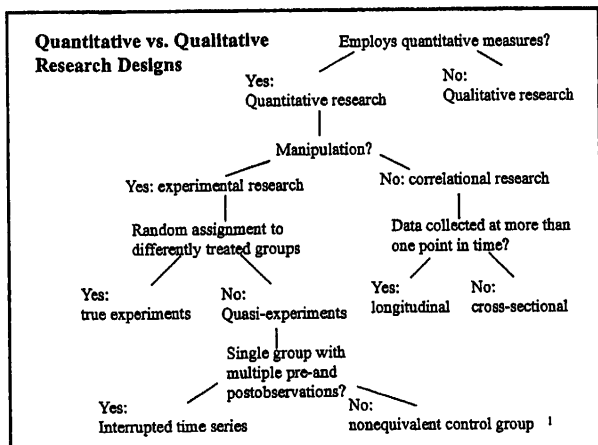 Quantitative vs. Qualitative
Research Designs
Employs quantitative measures?
Yes:
Quantitative research
No:
Qualitative research
Manipulation?
Yes: experimental research
No: correlational research
Random assignment to
differently treated groups
Data collected at more than
one point in time?
Yes:
true experiments
No:
Quasi-experiments
Yes:
longitudinal
No:
cross-sectional
Single group with
multiple pre-and
postobservations?
Yes:
Interrupted time series
No:
nonequivalent control group 1